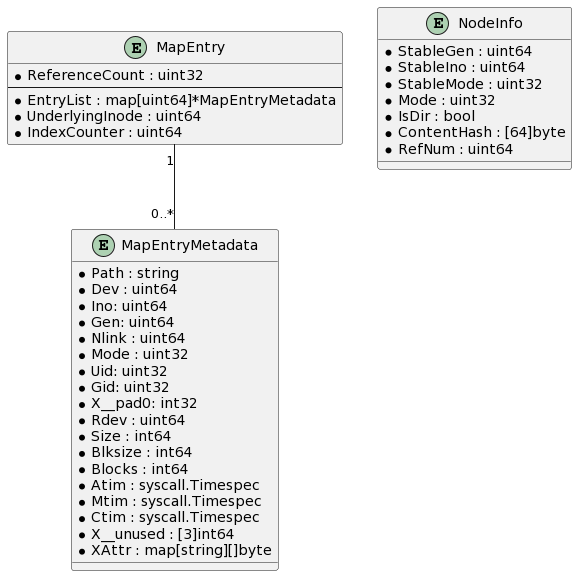 E MapEntry
ReferenceCount : uint32
EntryList : map[uint64]*MapEntryMetadata
UnderlyingInode : uint64
IndexCounter : uint64
E NodeInfo
StableGen : uint64
StableIno : uint64
StableMode : uint32
Mode : uint32
IsDir : bool
ContentHash : [64]byte
RefNum : uint64
1
0..*
E MapEntryMetadata
Path : string
Dev : uint64
Ino: uint64
Gen: uint64
Nlink : uint64
Mode : uint32
Uid: uint32
Gid: uint32
X__pad0: int32
Rdev : uint64
Size : int64
Blksize : int64
Blocks : int64
Atim : syscall.Timespec
Mtim : syscall.Timespec
Ctim : syscall.Timespec
X__unused : [3]int64
XAttr : map[string][]byte